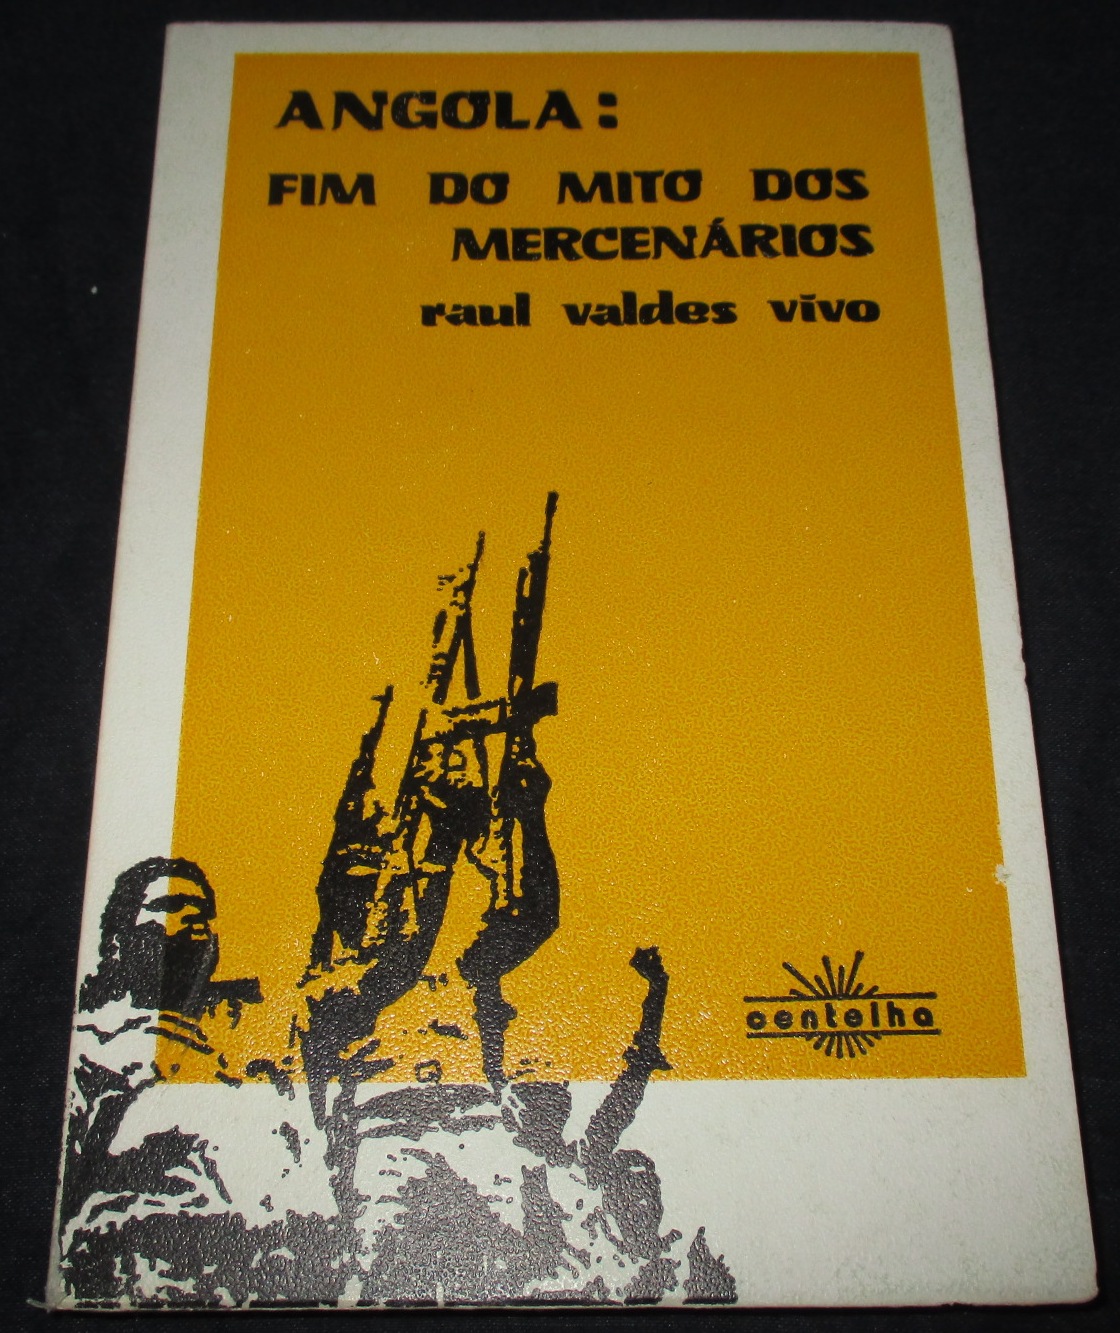 ANGOLA:
FIM DO MITO DOS
MERCENÁRIOS
raul valdes vivo
centelha